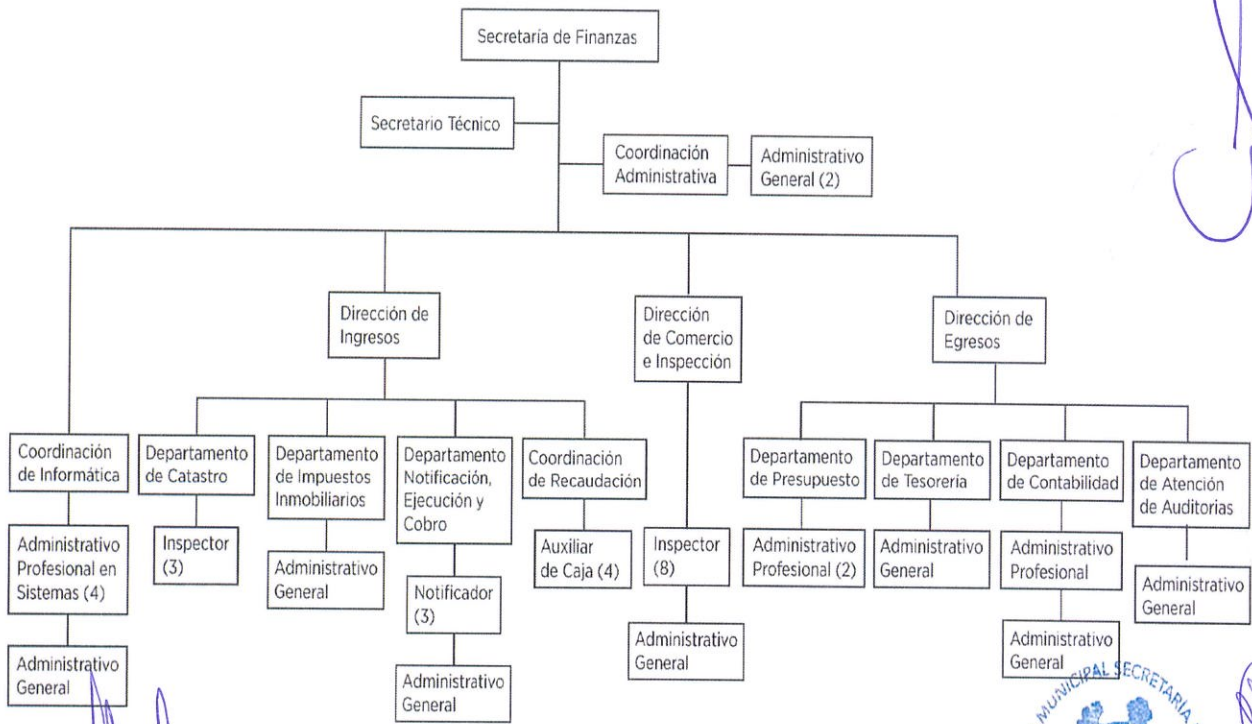 Secretaría de Finanzas
Secretario Técnico
Coordinación
Administrativa
Administrativo
General (2)
Dirección de
Ingresos
Dirección
de Comercio
e Inspección
Dirección de
Egresos
Coordinación
de Informática
Departamento
de Catastro
Departamento
de Impuestos
Inmobiliarios
Departamento
Notificación,
Ejecución y
Cobro
Coordinación
de Recaudación
Departamento
de Presupuesto
Departamento
de Tesorería
Departamento
de Contabilidad
Departamento
de Atención
de Auditorias
Administrativo
Profesional en
Sistemas (4)
Inspector
(3)
Administrativo
General
Notificador
(3)
Auxiliar
de Caja (4)
Inspector
(8)
Administrativo
Profesional (2)
Administrativo
General
Administrativo
Profesional
Administrativo
General
Administrativo
General
Administrativo
General
Administrativo
General
Administrativo
General
MUNICIPAL SECRETARÍA